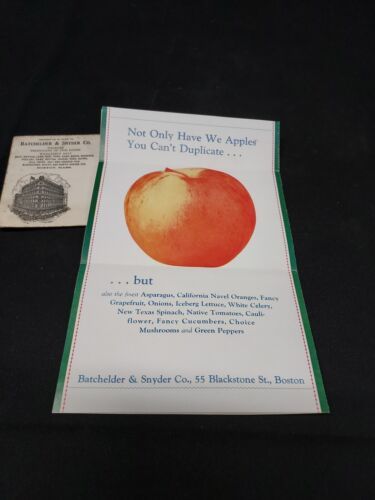 BATCHELDER & SNYDER CO.
BOSTON, MASS.
Not Only Have We Apples
You Can't Duplicate . . .
. . . but
also the finest Asparagus, California Navel Oranges, Fancy
Grapefruit, Onions, Iceberg Lettuce, White Celery,
New Texas Spinach, Native Tomatoes, Cauli-
flower, Fancy Cucumbers, Choice
Mushrooms and Green Peppers
Batchelder & Snyder Co., 55 Blackstone St., Boston